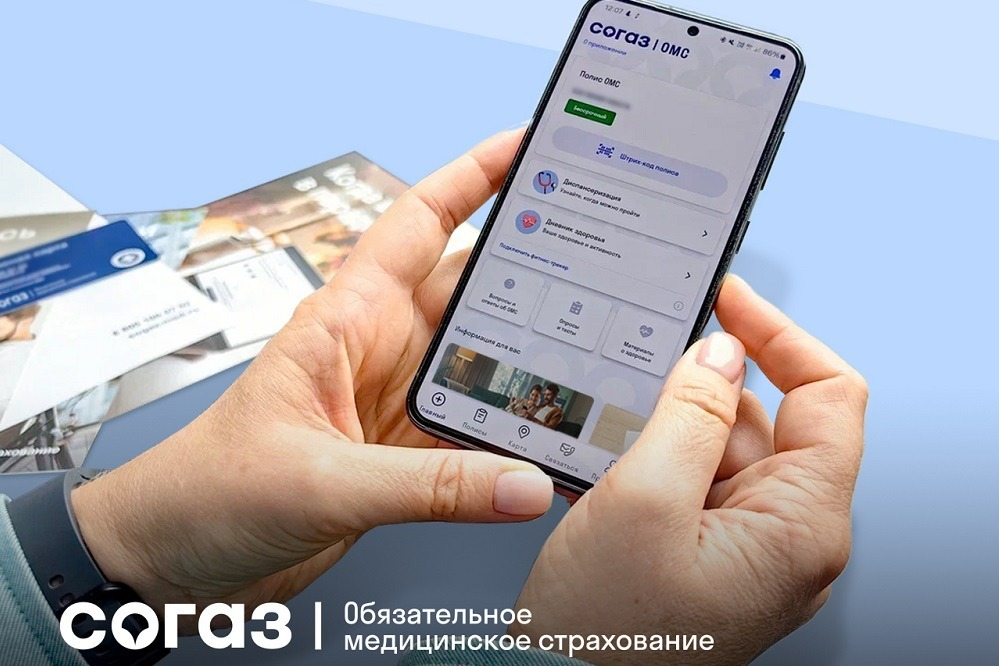 12:07
86%
согаз | ОМС
О приложении
Полис ОМС
Бессрочный
Штрих-код полиса
Диспансеризация
Узнайте, когда можно пройти
Дневник здоровья
Ваше здоровье и активность
Подключить фитнес-трекер
Вопросы и
ответы об ОМС
Опросы
и тесты
Материалы
о здоровье
Информация для вас
Главный
Полисы
Карта
Связаться
согаз | Обязательное
медицинское страхование